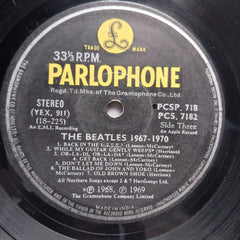 TRADE MARK
33⅓ R.P.M.
PARLOPHONE
Regd. Td. Mks. of The Gramophone Co., Ltd.
STEREO
(YEX. 911)
(18-225)
An E.M.I. Recording
PCSP. 718
PCS. 7182
Side Three
An Apple Record
THE BEATLES 1967-1970
1. BACK IN THE U.S.S.R. (Lennon-McCartney)
2. WHILE MY GUITAR GENTLY WEEPS (Harrison)
3. OB-LA-DI, OB-LA-DA (Lennon-McCartney)
4. GET BACK (Lennon-McCartney)
5. DON'T LET ME DOWN (Lennon-McCartney)
6. THE BALLAD OF JOHN AND YOKO (Lennon-McCartney)
7. OLD BROWN SHOE (Harrison)
All Northern Songs except 2 & 7 Harrisongs Ltd.
℗ 1968, ℗ 1969
The Gramophone Company
MADE IN INDIA